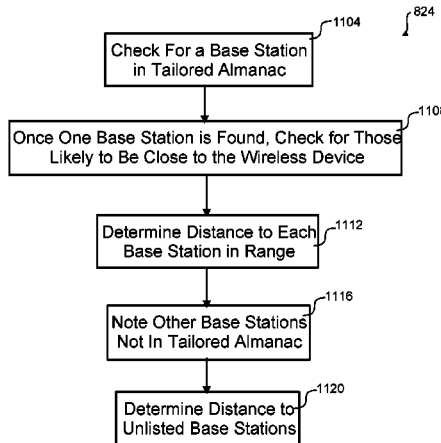 1104
824
Check For a Base Station
in Tailored Almanac
1108
Once One Base Station is Found, Check for Those
Likely to Be Close to the Wireless Device
Determine Distance to Each
Base Station in Range
1112
1116
Note Other Base Stations
Not In Tailored Almanac
1120
Determine Distance to
Unlisted Base Stations